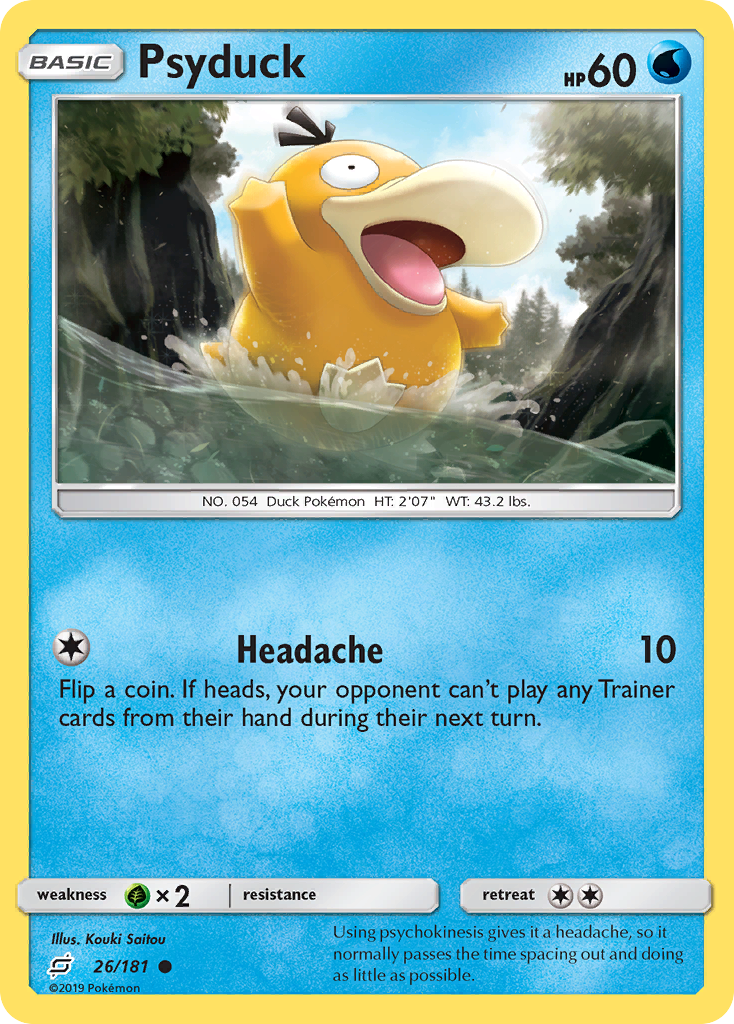 BASIC Psyduck HP60
NO. 054 Duck Pokémon HT: 2'07" WT: 43.2 lbs.
Headache 10
Flip a coin. If heads, your opponent can't play any Trainer
cards from their hand during their next turn.
weakness ×2 resistance retreat
Illus. Kouki Saitou
26/181
©2019 Pokémon
Using psychokinesis gives it a headache, so it
normally passes the time spacing out and doing
as little as possible.